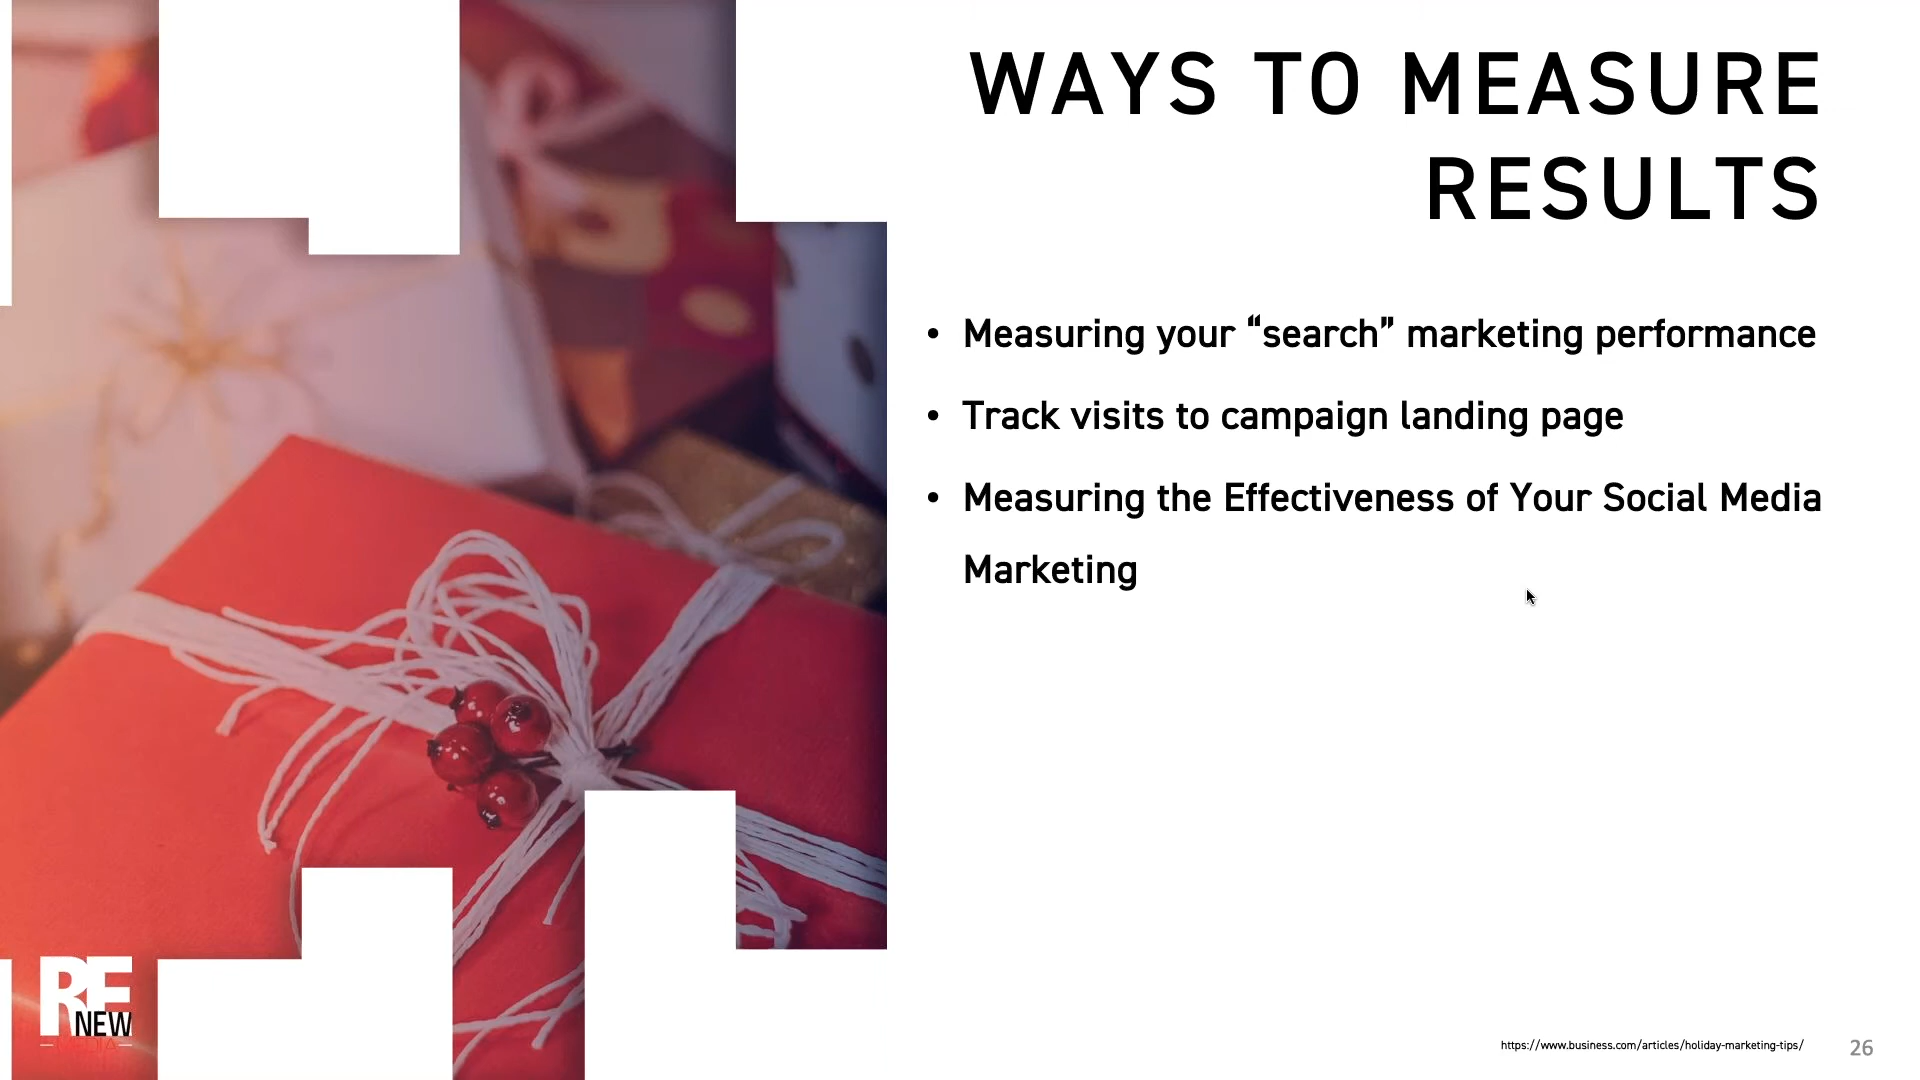 WAYS TO MEASURE
RESULTS
• Measuring your “search” marketing performance
• Track visits to campaign landing page
• Measuring the Effectiveness of Your Social Media
Marketing
RE
NEW
MEDIA
https://www.business.com/articles/holiday-marketing-tips/
26